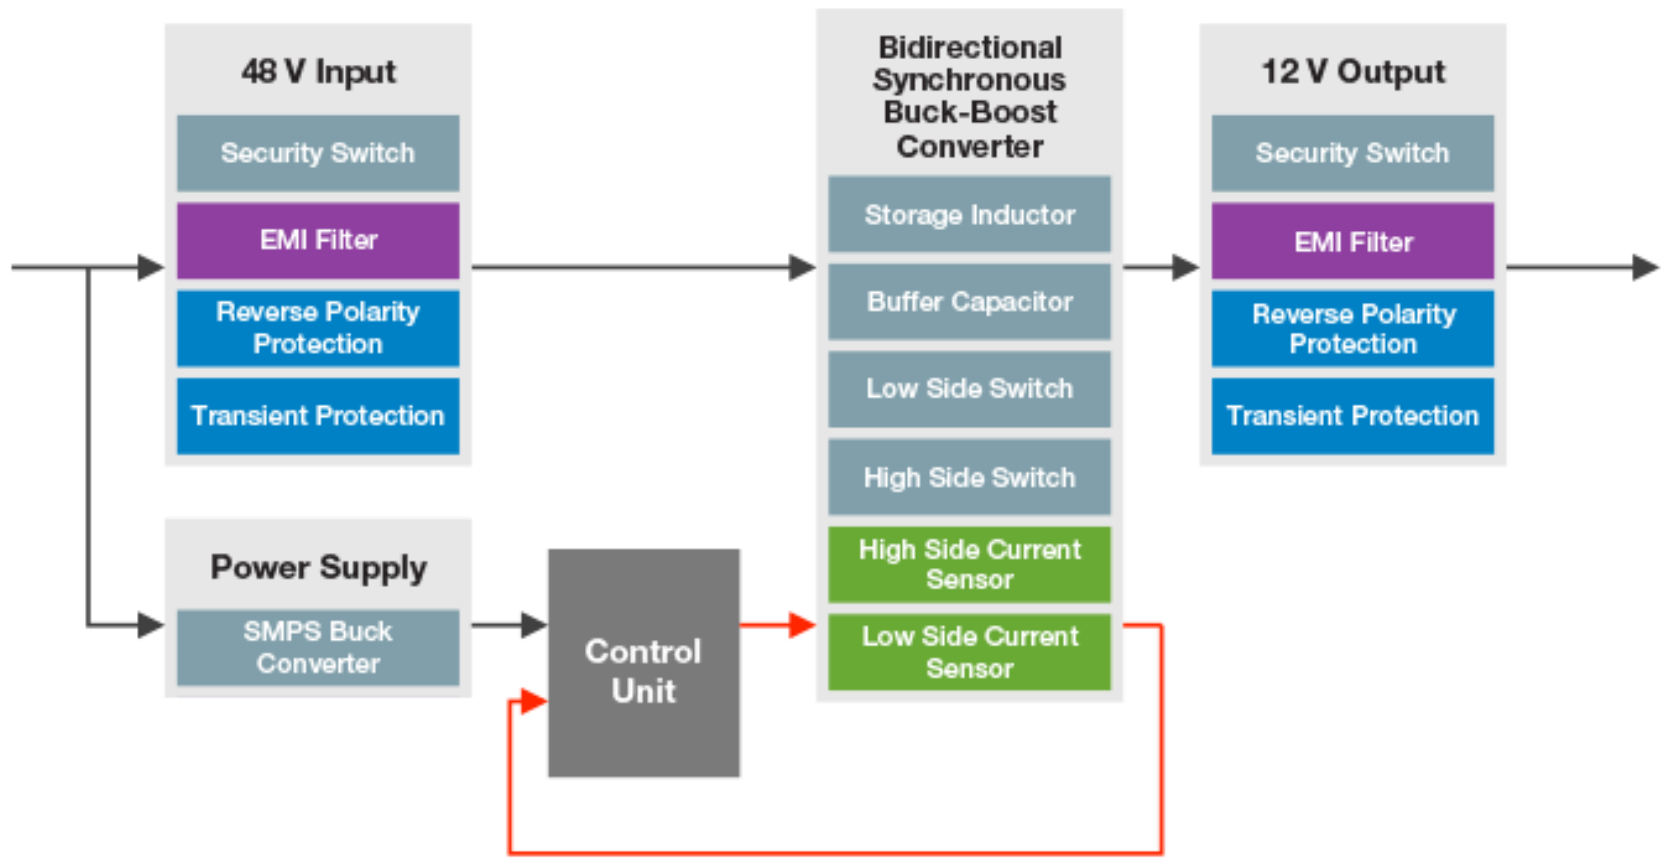 48 V Input
Security Switch
EMI Filter
Reverse Polarity
Protection
Transient Protection
Power Supply
SMPS Buck
Converter
Control
Unit
Bidirectional
Synchronous
Buck-Boost
Converter
Storage Inductor
Buffer Capacitor
Low Side Switch
High Side Switch
High Side Current
Sensor
Low Side Current
Sensor
12 V Output
Security Switch
EMI Filter
Reverse Polarity
Protection
Transient Protection